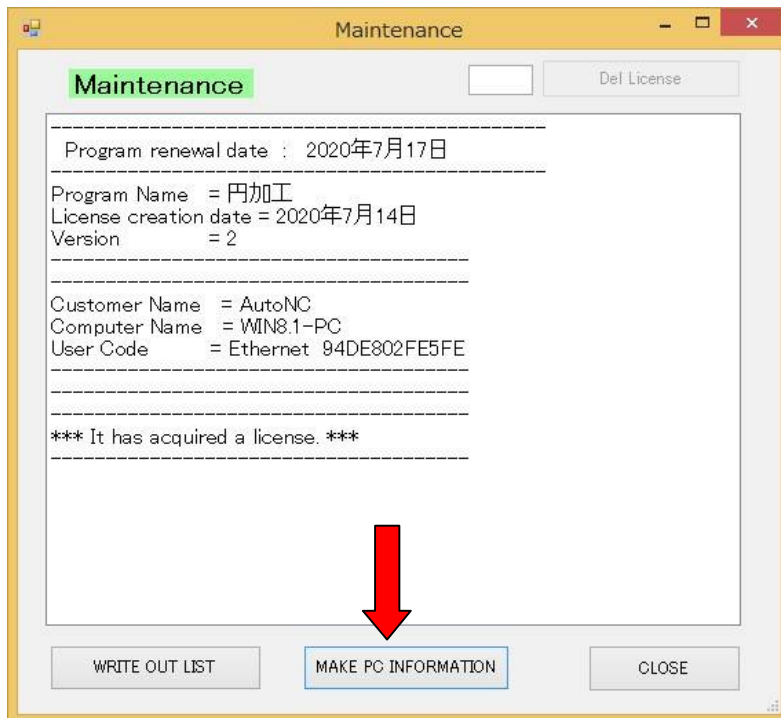 Maintenance
Maintenance
Del License
------------------------------------------------
Program renewal date : 2020年7月17日
------------------------------------------------
Program Name = 円加工
License creation date = 2020年7月14日
Version = 2
----------------------------------------
----------------------------------------
Customer Name = AutoNC
Computer Name = WIN8.1-PC
User Code = Ethernet 94DE802FE5FE
----------------------------------------
----------------------------------------
----------------------------------------
*** It has acquired a license. ***
----------------------------------------
WRITE OUT LIST
MAKE PC INFORMATION
CLOSE